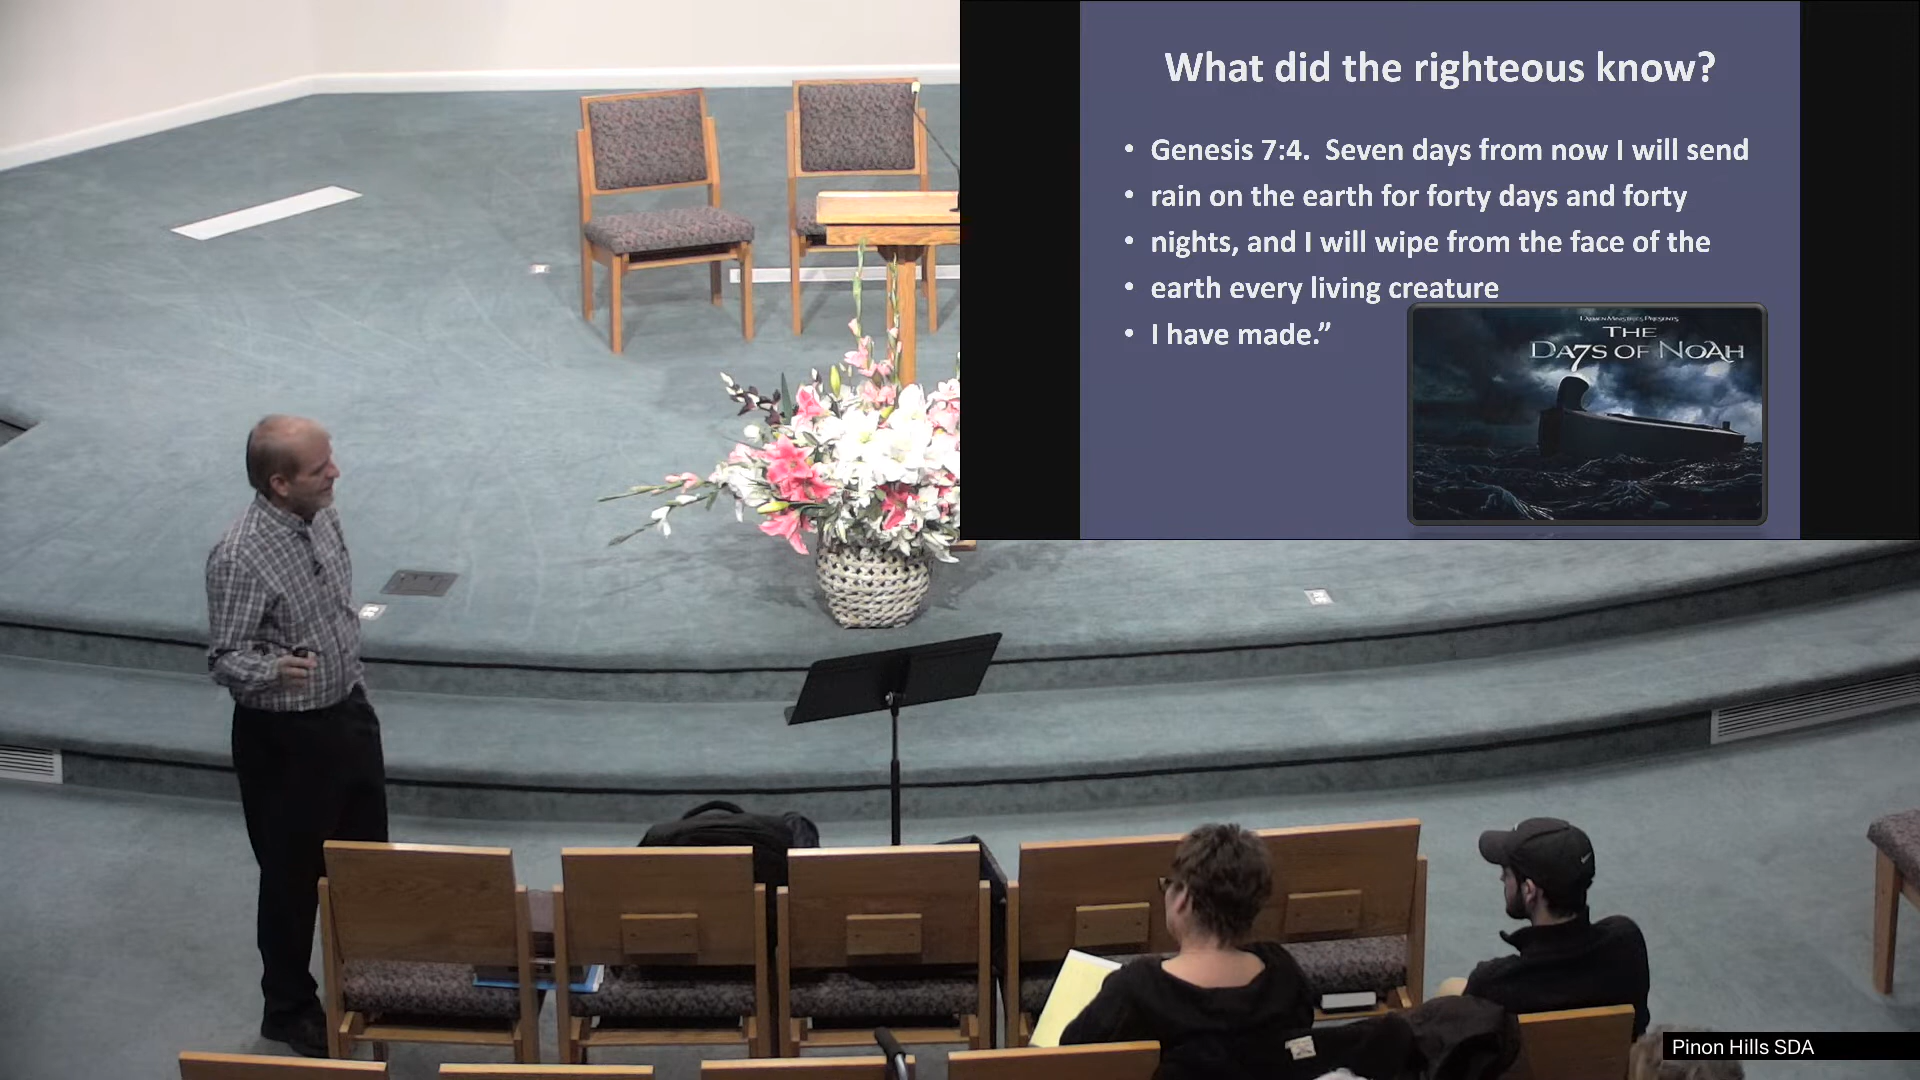 What did the righteous know?
• Genesis 7:4.  Seven days from now I will send
• rain on the earth for forty days and forty
• nights, and I will wipe from the face of the
• earth every living creature
• I have made.”
THE
DA7S OF NOAH
Pinon Hills SDA